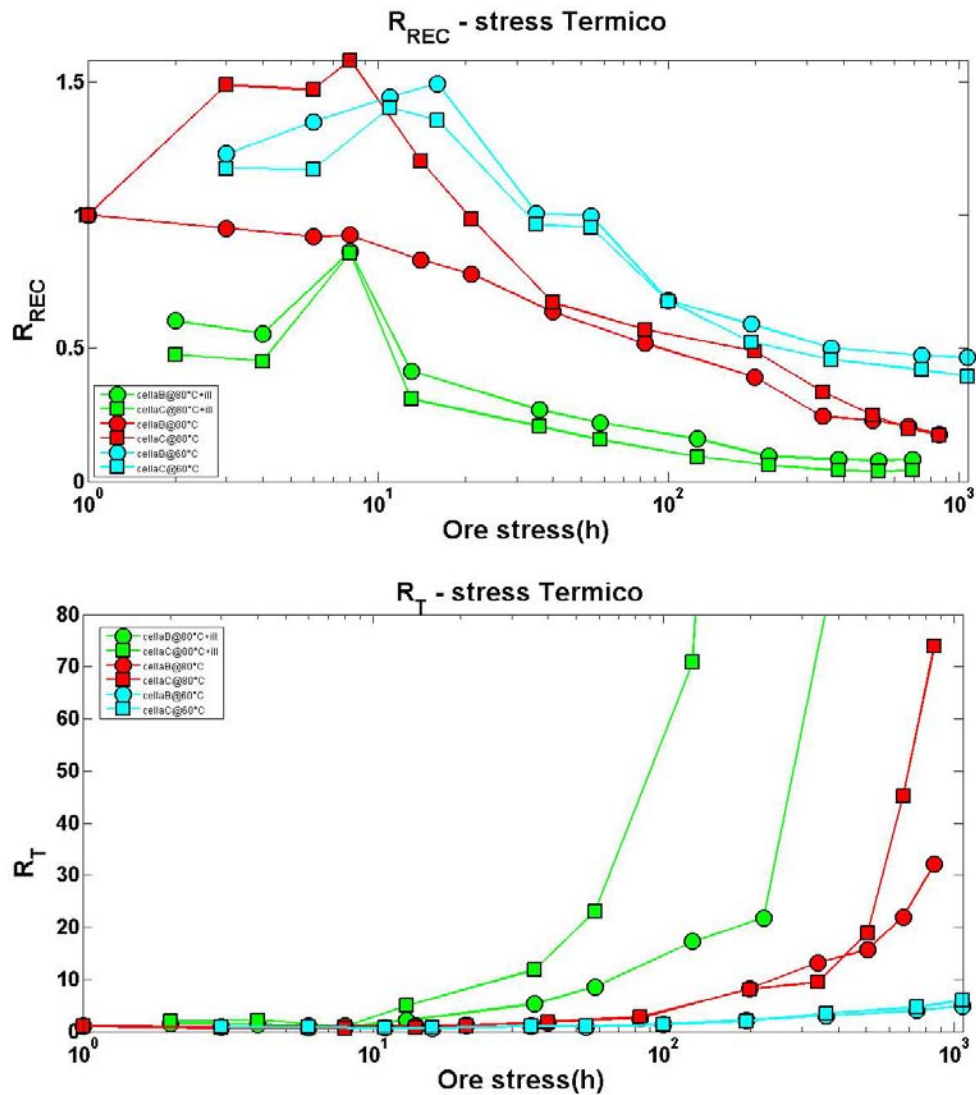 R_REC - stress Termico
1.5
1
0.5
0
R_REC
cellaB@80°C+ill
cellaC@80°C+ill
cellaB@80°C
cellaC@80°C
cellaB@60°C
cellaC@60°C
10^0 10^1 10^2 10^3
Ore stress(h)
R_T - stress Termico
80
70
60
50
40
30
20
10
0
R_T
cellaB@80°C+ill
cellaC@80°C+ill
cellaB@80°C
cellaC@80°C
cellaB@60°C
cellaC@60°C
10^0 10^1 10^2 10^3
Ore stress(h)